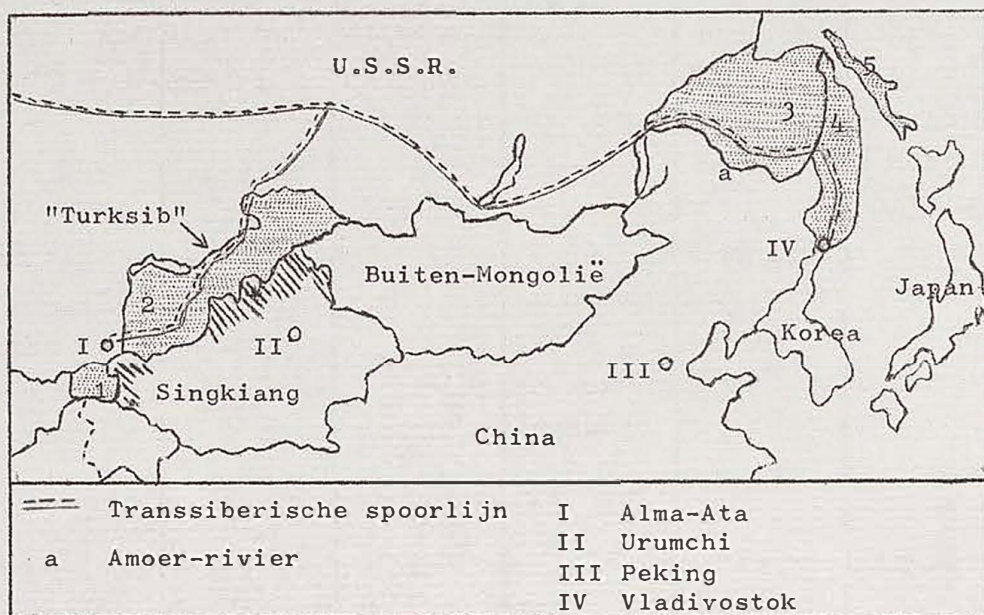 U.S.S.R.
5
3
4
a
"Turksib"
IV
Buiten-Mongolië
Japan
2
I
II
Korea
III
1
Singkiang
China
Transsiberische spoorlijn
a Amoer-rivier
I Alma-Ata
II Urumchi
III Peking
IV Vladivostok